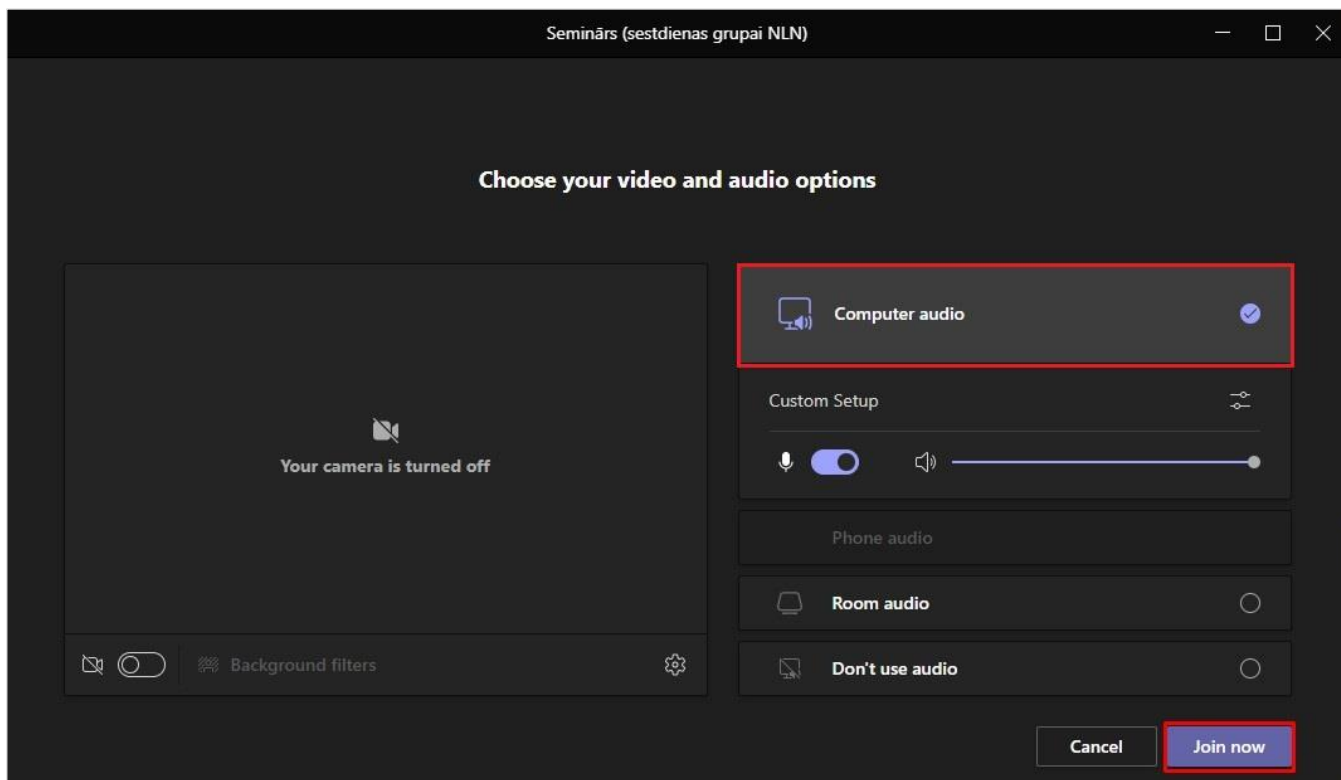 Seminārs (sestdienas grupai NLN)
Choose your video and audio options
Your camera is turned off
Background filters
Computer audio
Custom Setup
Phone audio
Room audio
Don't use audio
Cancel
Join now